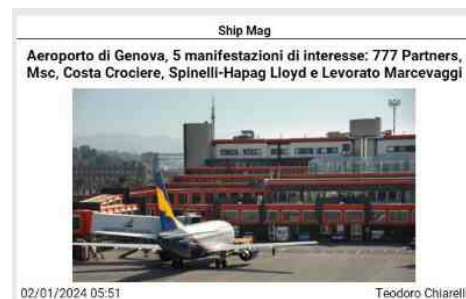 Ship Mag
Aeroporto di Genova, 5 manifestazioni di interesse: 777 Partners,
Msc, Costa Crociere, Spinelli-Hapag Lloyd e Levorato Marcevaggi
02/01/2024 05:51
Teodoro Chiarelli